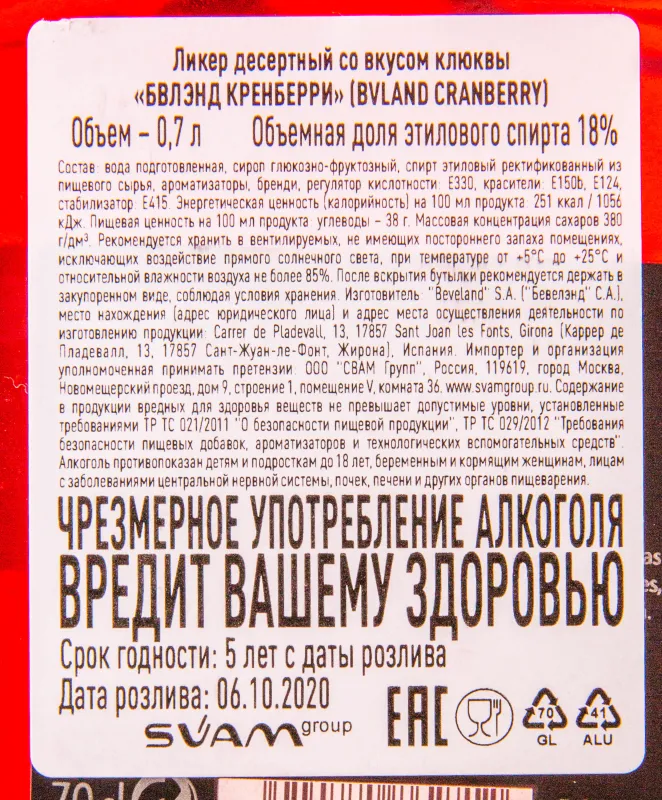 Ликер десертный со вкусом клюквы
«БВЛЭНД КРЕНБЕРРИ» (BVLAND CRANBERRY)
Объем – 0,7 л Объемная доля этилового спирта 18%
Состав: вода подготовленная, сироп глюкозно-фруктозный, спирт этиловый ректификованный из
пищевого сырья, ароматизаторы, бренди, регулятор кислотности: Е330, красители: Е150b, Е124,
стабилизатор: Е415. Энергетическая ценность (калорийность) на 100 мл продукта: 251 ккал / 1056
кДж. Пищевая ценность на 100 мл продукта: углеводы – 38 г. Массовая концентрация сахаров 380
г/дм³. Рекомендуется хранить в вентилируемых, не имеющих постороннего запаха помещениях,
исключающих воздействие прямого солнечного света, при температуре от +5°С до +25°С и
относительной влажности воздуха не более 85%. После вскрытия бутылки рекомендуется держать в
закупоренном виде, соблюдая условия хранения. Изготовитель: "Beveland" S.A. ("Бевелэнд" С.А.),
место нахождения (адрес юридического лица) и адрес места осуществления деятельности по
изготовлению продукции: Carrer de Pladevall, 13, 17857 Sant Joan les Fonts, Girona (Каррер де
Пладевалл, 13, 17857 Сант-Жуан-ле-Фонт, Жирона), Испания. Импортер и организация
уполномоченная принимать претензии: ООО "СВАМ Групп", Россия, 119619, город Москва,
Новомещерский проезд, дом 9, строение 1, помещение V, комната 36, www.svamgroup.ru. Содержание
в продукции вредных для здоровья веществ не превышает допустимые уровни, установленные
требованиями ТР ТС 021/2011 "О безопасности пищевой продукции", ТР ТС 029/2012 "Требования
безопасности пищевых добавок, ароматизаторов и технологических вспомогательных средств".
Алкоголь противопоказан детям и подросткам до 18 лет, беременным и кормящим женщинам, лицам
с заболеваниями центральной нервной системы, почек, печени и других органов пищеварения.
ЧРЕЗМЕРНОЕ УПОТРЕБЛЕНИЕ АЛКОГОЛЯ
ВРЕДИТ ВАШЕМУ ЗДОРОВЬЮ
Срок годности: 5 лет с даты розлива
Дата розлива: 06.10.2020
SVAM group
EAC
70 GL
41 ALU
70 cl